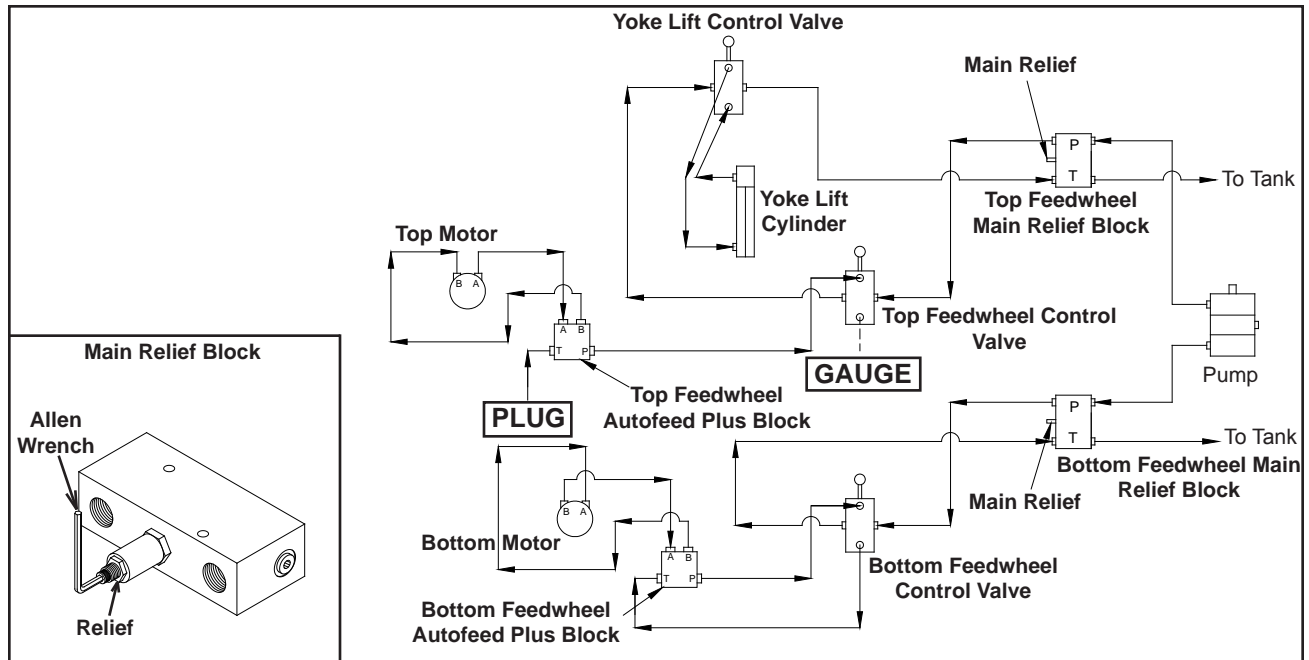 Yoke Lift Control Valve
Main Relief
P
T
To Tank
Top Feedwheel
Main Relief Block
Yoke Lift
Cylinder
Top Motor
B A
A B
T P
Top Feedwheel Control
Valve
GAUGE
Pump
PLUG
Top Feedwheel
Autofeed Plus Block
P
T
To Tank
Bottom Feedwheel Main
Relief Block
Main Relief
B A
Bottom Motor
A B
T P
Bottom Feedwheel
Control Valve
Bottom Feedwheel
Autofeed Plus Block
Main Relief Block
Allen
Wrench
Relief